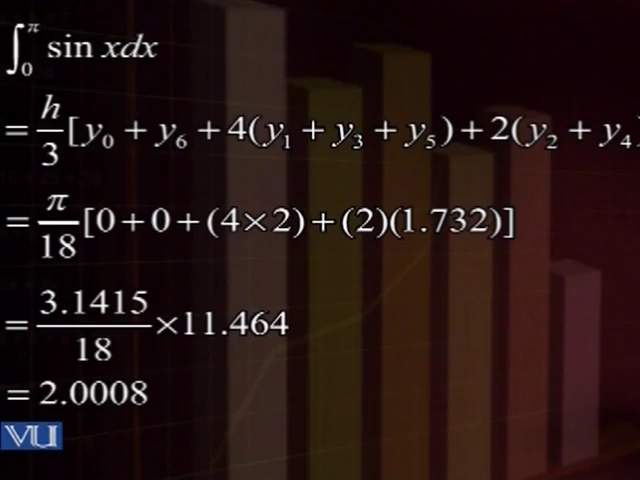 ∫₀^π sin xdx
= h/3 [y₀ + y₆ + 4(y₁ + y₃ + y₅) + 2(y₂ + y₄)
= π/18 [0 + 0 + (4×2) + (2)(1.732)]
= 3.1415/18 ×11.464
= 2.0008
VU